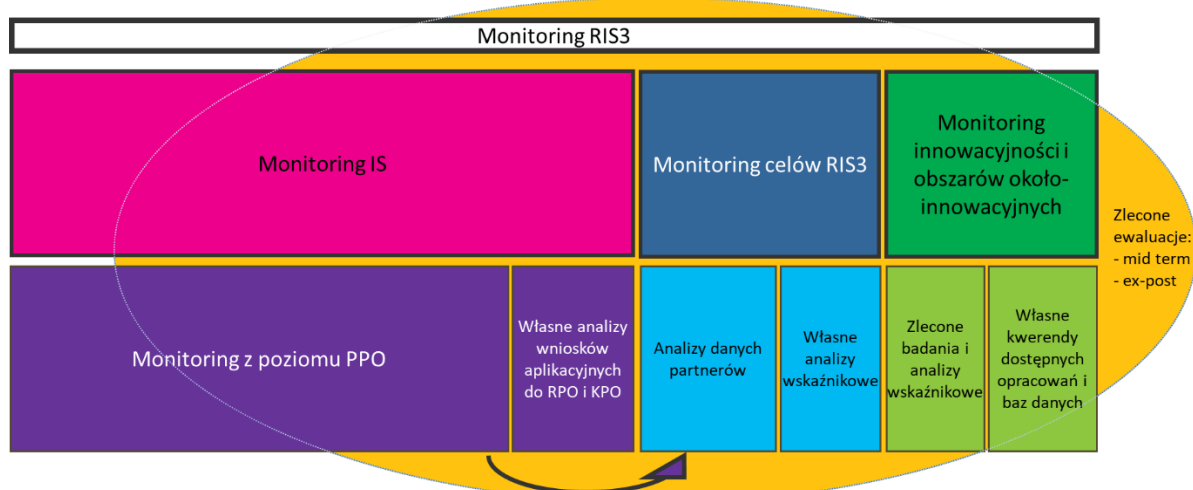 Monitoring RIS3
Monitoring IS
Monitoring celów RIS3
Monitoring
innowacyjności i
obszarów około-
innowacyjnych
Zlecone
ewaluacje:
- mid term
- ex-post
Monitoring z poziomu PPO
Własne analizy
wniosków
aplikacyjnych
do RPO i KPO
Analizy danych
partnerów
Własne
analizy
wskaźnikowe
Zlecone
badania i
analizy
wskaźnikowe
Własne
kwerendy
dostępnych
opracowań i
baz danych